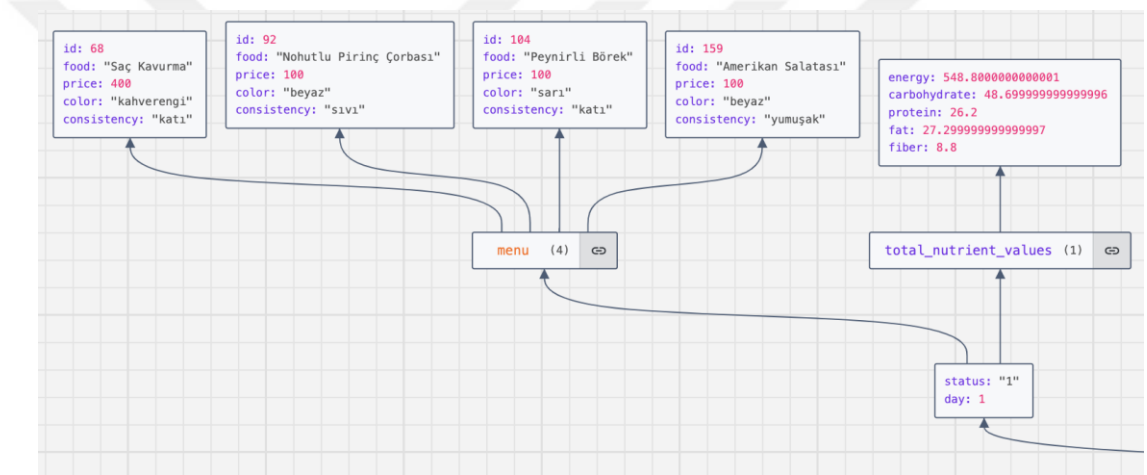 id: 68
food: "Saç Kavurma"
price: 400
color: "kahverengi"
consistency: "katı"
id: 92
food: "Nohutlu Pirinç Çorbası"
price: 100
color: "beyaz"
consistency: "sıvı"
id: 104
food: "Peynirli Börek"
price: 100
color: "sarı"
consistency: "katı"
id: 159
food: "Amerikan Salatası"
price: 100
color: "beyaz"
consistency: "yumuşak"
energy: 548.8000000000001
carbohydrate: 48.699999999999996
protein: 26.2
fat: 27.299999999999997
fiber: 8.8
menu (4)
total_nutrient_values (1)
status: "1"
day: 1